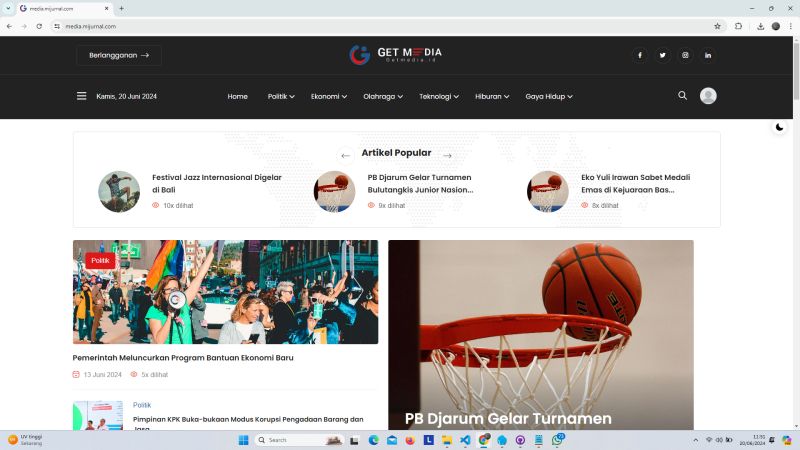 media.mijurnal.com
media.mijurnal.com
Berlangganan
GET MEDIA
Getmedia.id
Kamis, 20 Juni 2024
Home
Politik
Ekonomi
Olahraga
Teknologi
Hiburan
Gaya Hidup
Artikel Popular
Festival Jazz Internasional Digelar
di Bali
10x dilihat
PB Djarum Gelar Turnamen
Bulutangkis Junior Nasion...
9x dilihat
Eko Yuli Irawan Sabet Medali
Emas di Kejuaraan Bas...
8x dilihat
Politik
Pemerintah Meluncurkan Program Bantuan Ekonomi Baru
13 Juni 2024
5x dilihat
Politik
Pimpinan KPK Buka-bukaan Modus Korupsi Pengadaan Barang dan
Jasa
PB Djarum Gelar Turnamen
UV tinggi
Sekarang
Search
11:51
20/06/2024